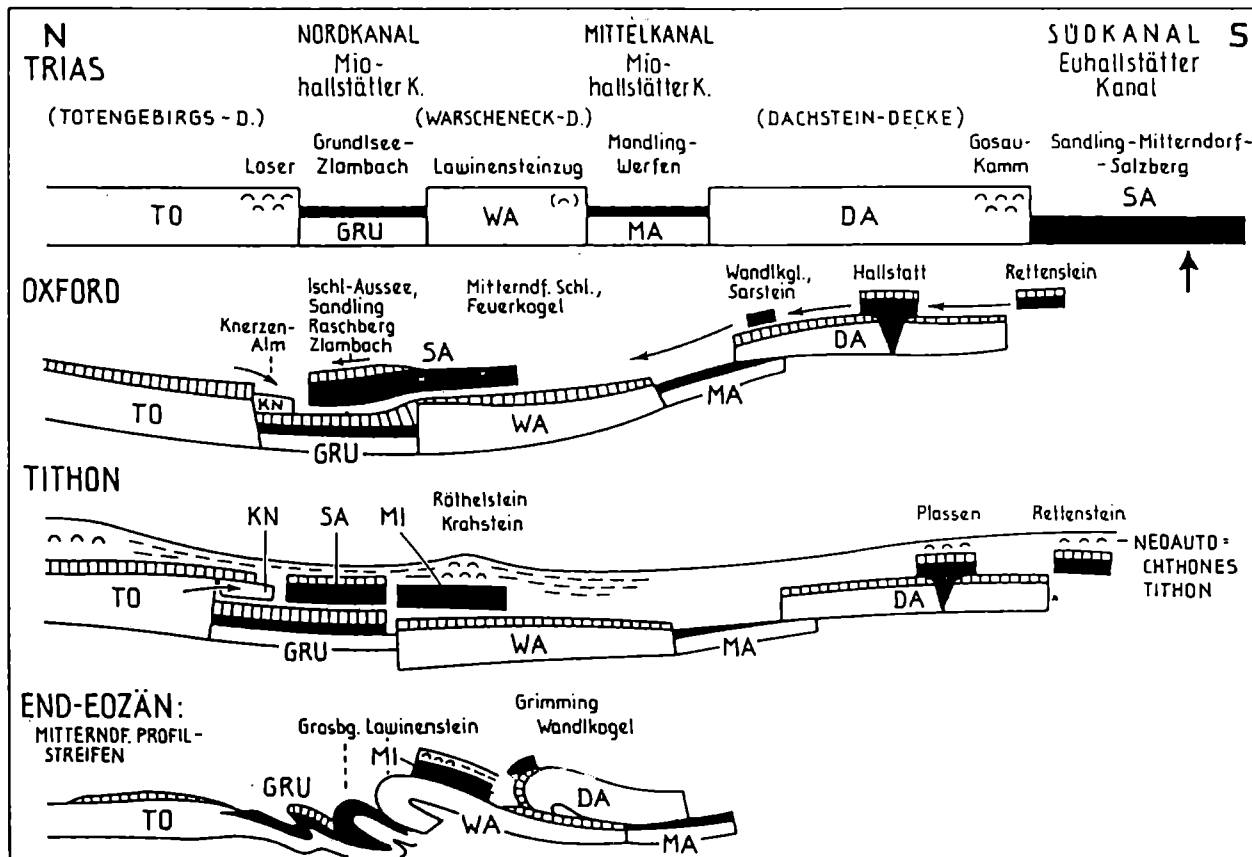 N
TRIAS
NORDKANAL
Mio-
hallstätter K.
MITTELKANAL
Mio-
hallstätter K.
SÜDKANAL S
Euhallstätter
Kanal
(TOTENGEBIRGS-D.)
(WARSCHENECK-D.)
(DACHSTEIN-DECKE)
Loser
Grundlsee-
Zlambach
Lawinensteinzug
Mandling-
Werfen
Gosau-
Kamm
Sandling-Mitterndorf-
-Salzberg
TO
GRU
WA
MA
DA
SA
OXFORD
Knerzen-
Alm
Ischl-Aussee,
Sandling
Raschberg
Zlambach
Mitterndf. Schl.,
Feuerkogel
Wandlkgl.,
Sarstein
Hallstatt
Rettenstein
SA
TO
KN
GRU
WA
MA
DA
TITHON
KN
SA
MI
Röthelstein
Krahstein
Plassen
Rettenstein
NEOAUTO=
CHTHONES
TITHON
TO
GRU
WA
MA
DA
END-EOZÄN:
MITTERNDF. PROFIL-
STREIFEN
Grasbg.
Lawinenstein
Grimming
Wandlkogel
MI
GRU
TO
WA
DA
MA